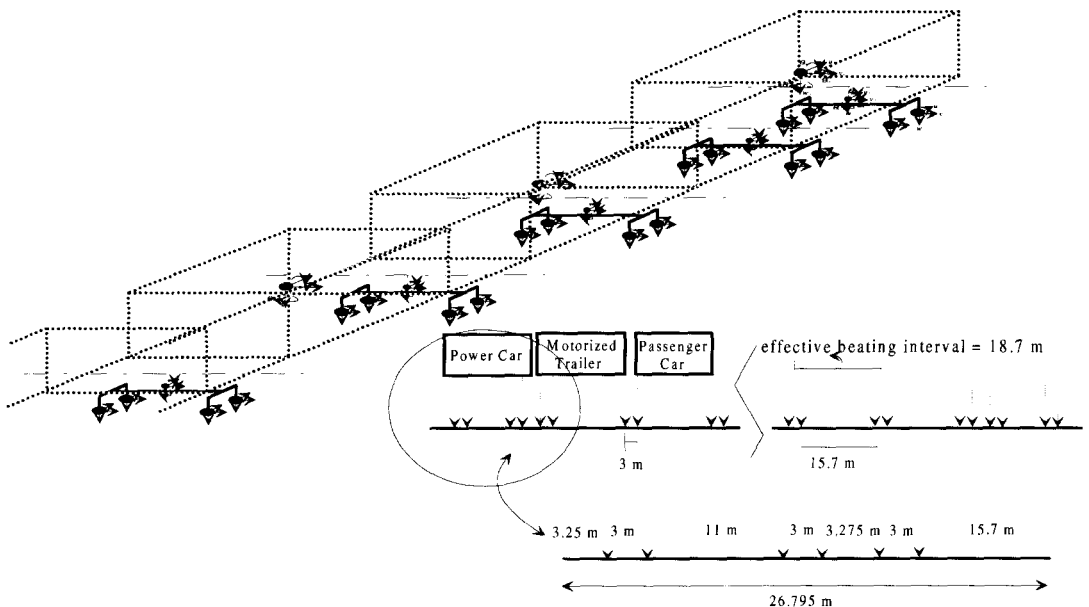 Power Car
Motorized Trailer
Passenger Car
effective beating interval = 18.7 m
3 m
15.7 m
3.25 m 3 m 11 m 3 m 3.275 m 3 m 15.7 m
26.795 m